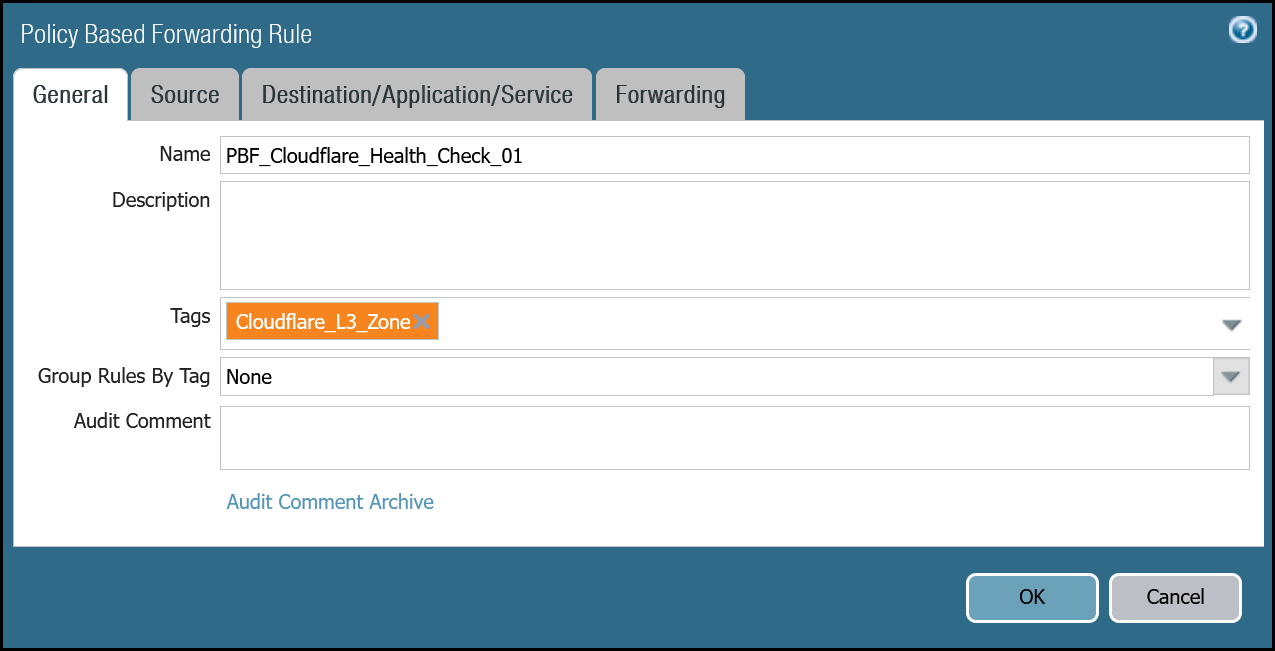 Policy Based Forwarding Rule
?
General Source Destination/Application/Service Forwarding
Name PBF_Cloudflare_Health_Check_01
Description
Tags Cloudflare_L3_Zone
Group Rules By Tag None
Audit Comment
Audit Comment Archive
OK Cancel